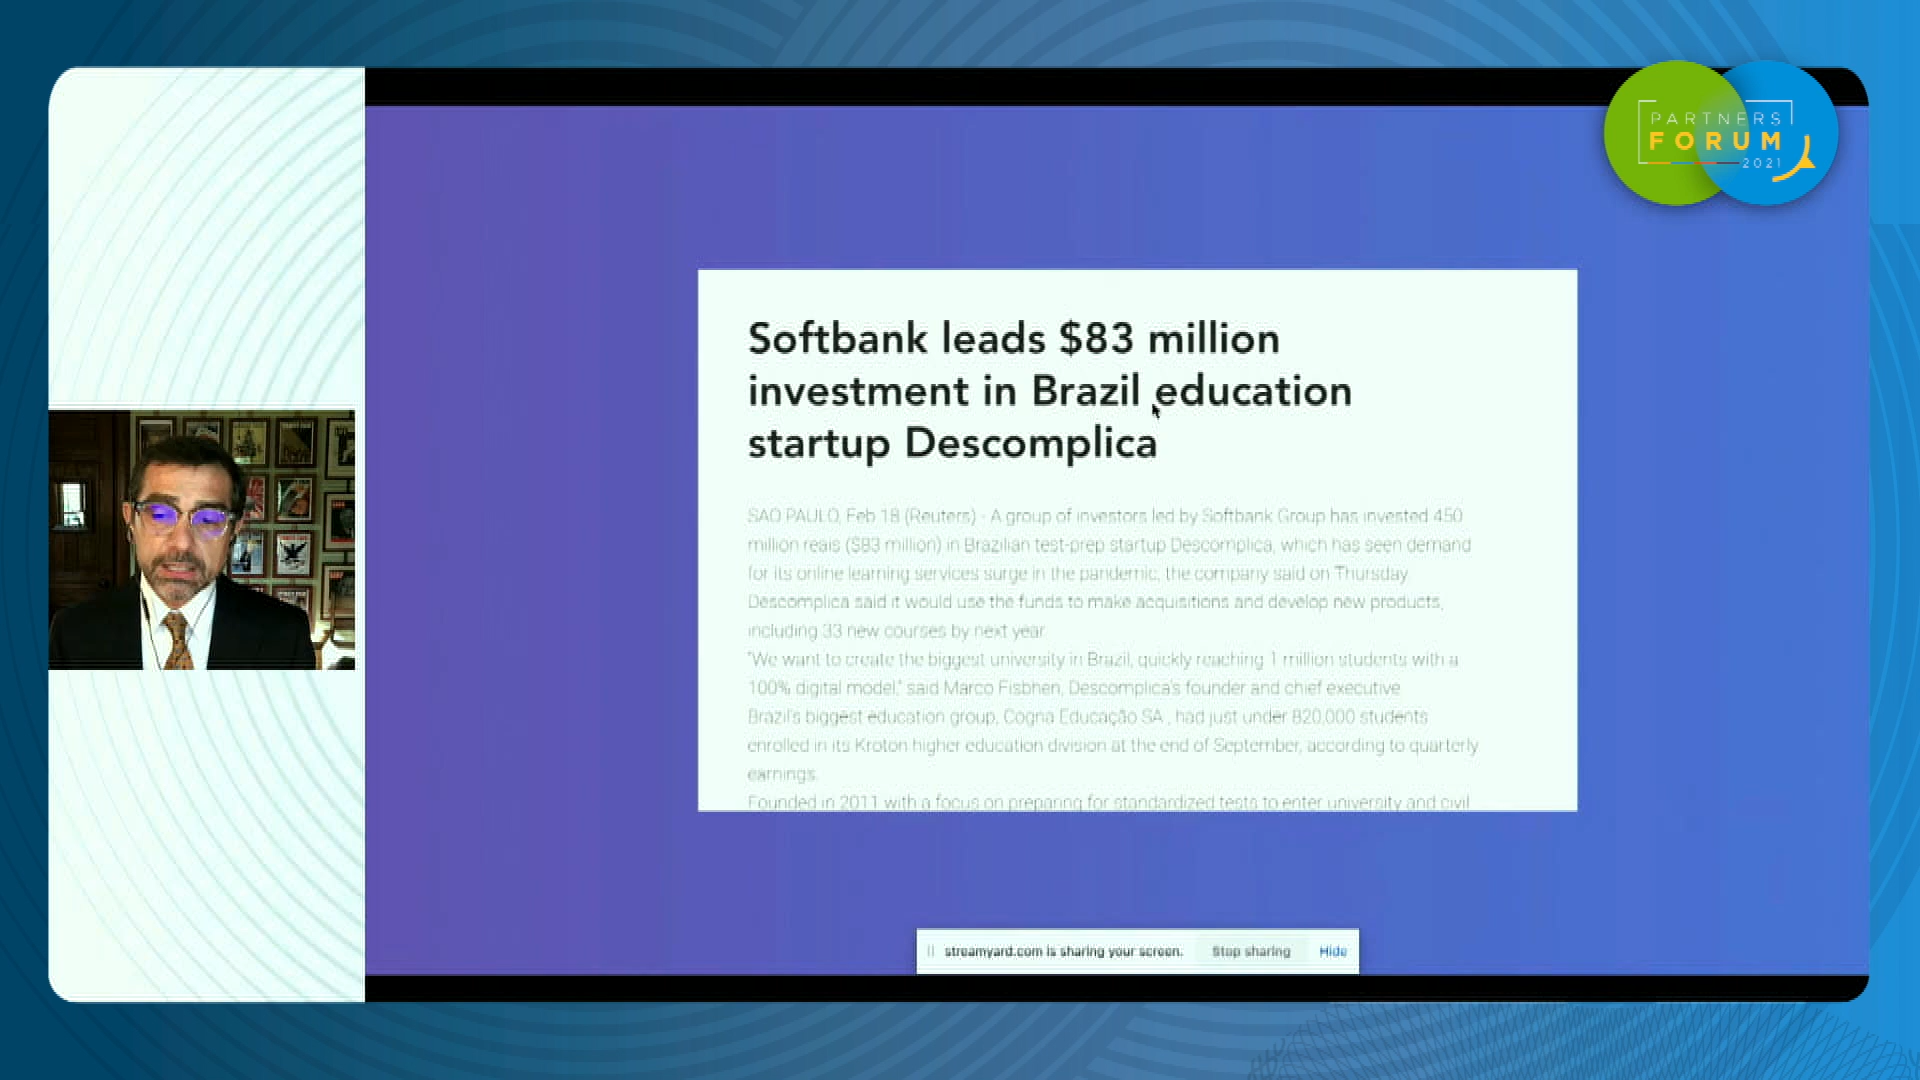 PARTNERS
FORUM
2021
Softbank leads $83 million
investment in Brazil education
startup Descomplica
SAO PAULO, Feb 18 (Reuters) - A group of investors led by Softbank Group has invested 450
million reais ($83 million) in Brazilian test-prep startup Descomplica, which has seen demand
for its online learning services surge in the pandemic, the company said on Thursday.
Descomplica said it would use the funds to make acquisitions and develop new products,
including 33 new courses by next year.
"We want to create the biggest university in Brazil, quickly reaching 1 million students with a
100% digital model," said Marco Fisbhen, Descomplica's founder and chief executive.
Brazil's biggest education group, Cogna Educação SA , had just under 820,000 students
enrolled in its Kroton higher education division at the end of September, according to quarterly
earnings.
Founded in 2011 with a focus on preparing for standardized tests to enter university and civil
streamyard.com is sharing your screen. Stop sharing Hide